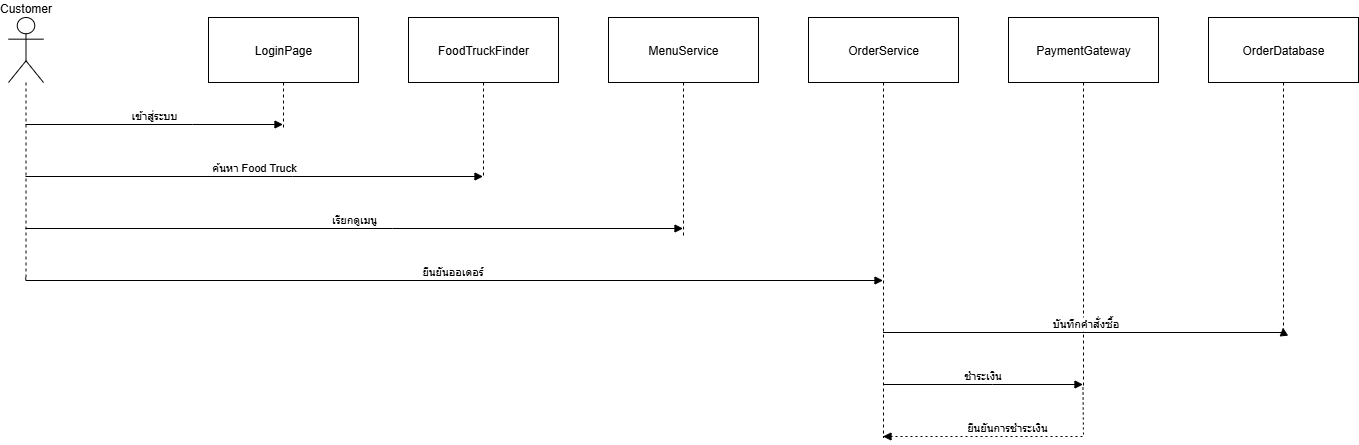 Customer
LoginPage
FoodTruckFinder
MenuService
OrderService
PaymentGateway
OrderDatabase
เข้าสู่ระบบ
ค้นหา Food Truck
เรียกดูเมนู
ยืนยันออเดอร์
บันทึกคำสั่งซื้อ
ชำระเงิน
ยืนยันการชำระเงิน